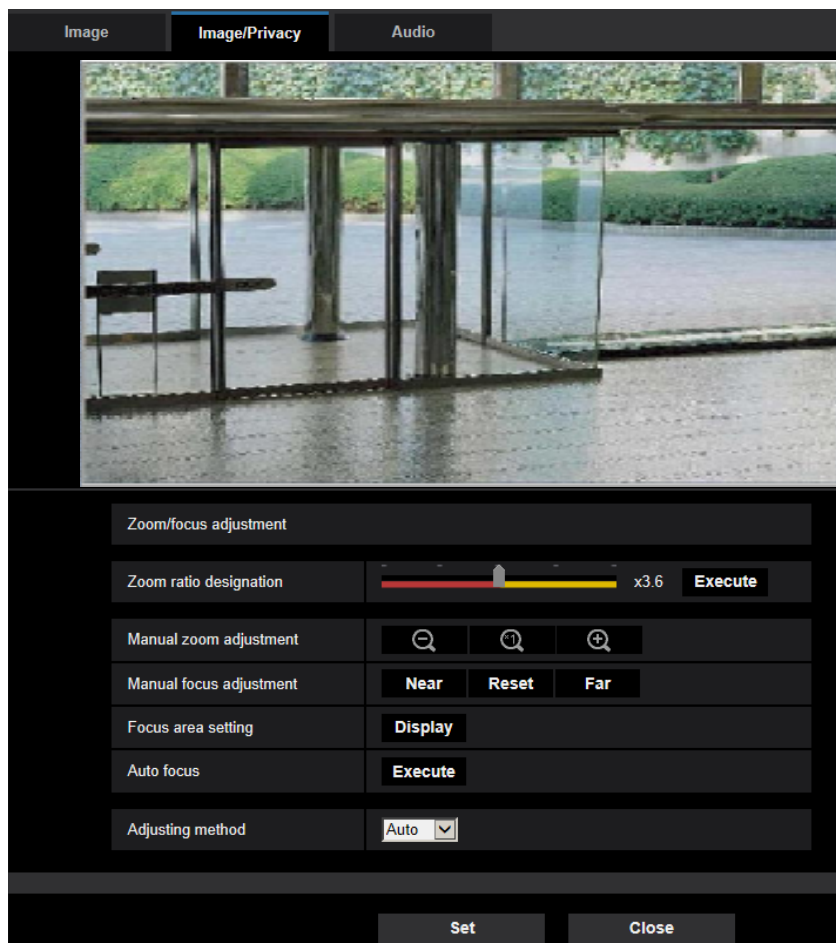 Image Image/Privacy Audio
Zoom/focus adjustment
Zoom ratio designation x3.6 Execute
Manual zoom adjustment ×1
Manual focus adjustment Near Reset Far
Focus area setting Display
Auto focus Execute
Adjusting method Auto
Set Close